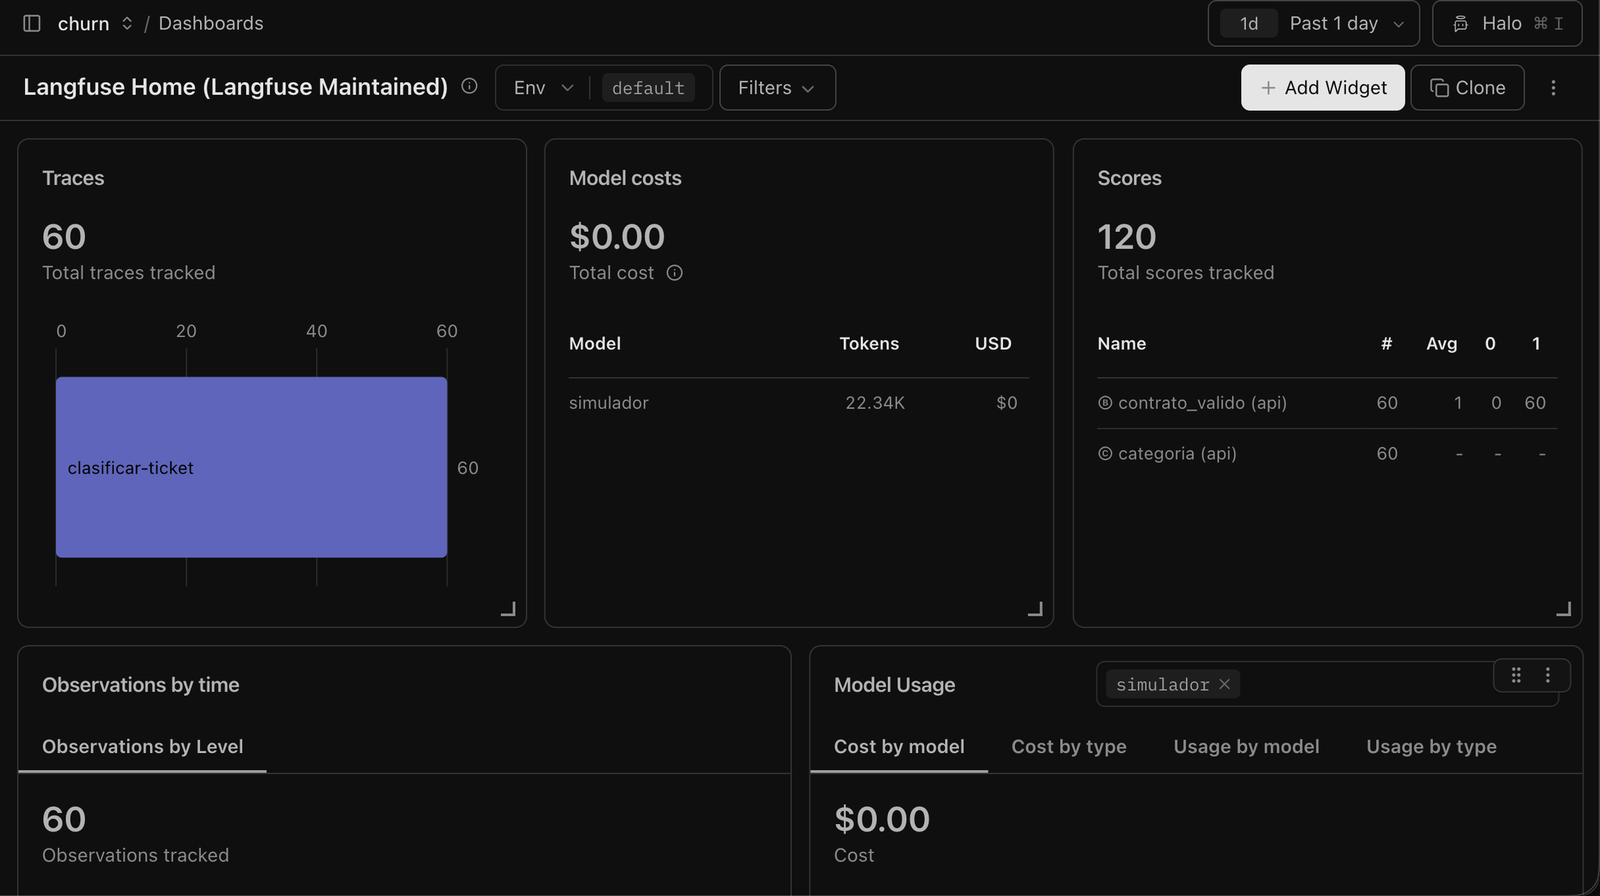 churn / Dashboards
1d Past 1 day
Halo ⌘ I
Langfuse Home (Langfuse Maintained)
Env default
Filters
+ Add Widget
Clone
Traces
60
Total traces tracked
0 20 40 60
clasificar-ticket 60
Model costs
$0.00
Total cost
Model Tokens USD
simulador 22.34K $0
Scores
120
Total scores tracked
Name # Avg 0 1
Ⓑ contrato_valido (api) 60 1 0 60
© categoria (api) 60 - - -
Observations by time
Observations by Level
60
Observations tracked
Model Usage
simulador ×
Cost by model Cost by type Usage by model Usage by type
$0.00
Cost